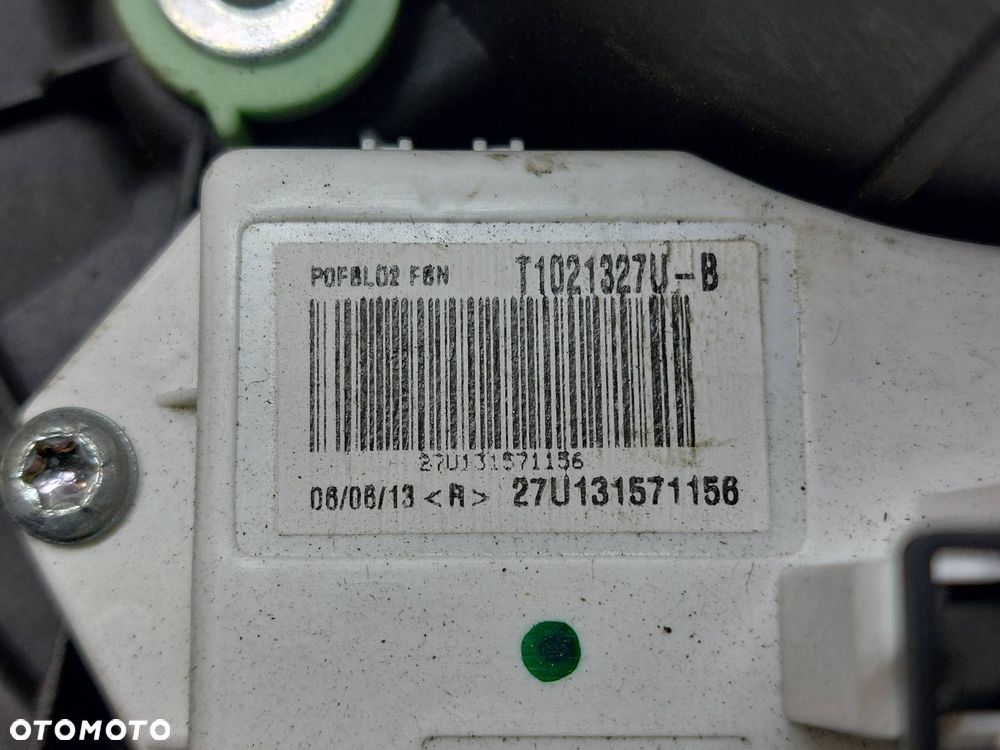 P0FBL02 F6N T1021327U-B
27U131571156
06/06/13 <R> 27U131571156
OTOMOTO